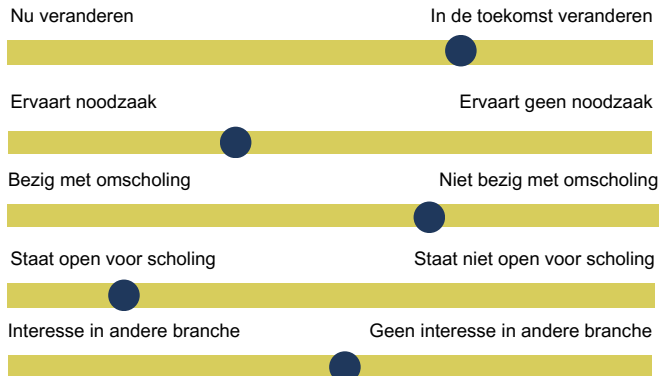 Nu veranderen In de toekomst veranderen
Ervaart noodzaak Ervaart geen noodzaak
Bezig met omscholing Niet bezig met omscholing
Staat open voor scholing Staat niet open voor scholing
Interesse in andere branche Geen interesse in andere branche